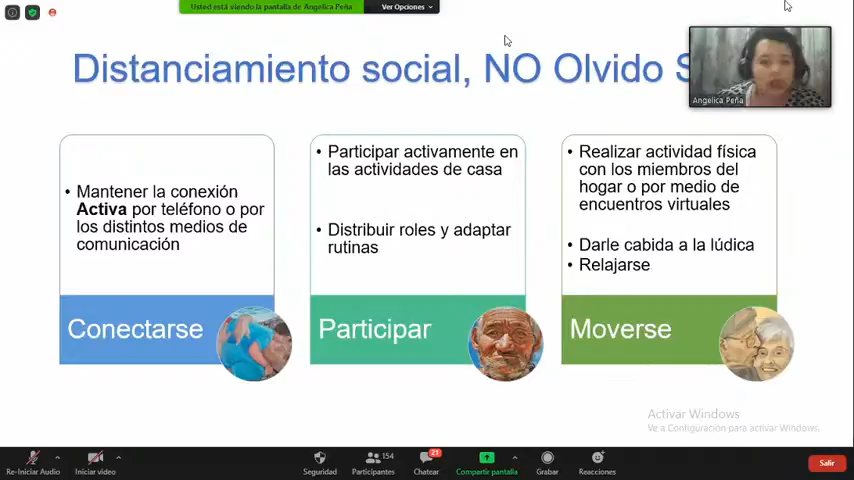 Usted está viendo la pantalla de Angelica Peña
Ver Opciones
Distanciamiento social, NO Olvido
Angelica Peña
• Mantener la conexión
Activa por teléfono o por
los distintos medios de
comunicación
Conectarse
• Participar activamente en
las actividades de casa
• Distribuir roles y adaptar
rutinas
Participar
• Realizar actividad física
con los miembros del
hogar o por medio de
encuentros virtuales
• Darle cabida a la lúdica
• Relajarse
Moverse
Activar Windows
Ve a Configuración para activar Windows.
Re-Iniciar Audio
Iniciar video
Seguridad
154
Participantes
21
Chatear
Compartir pantalla
Grabar
Reacciones
Salir